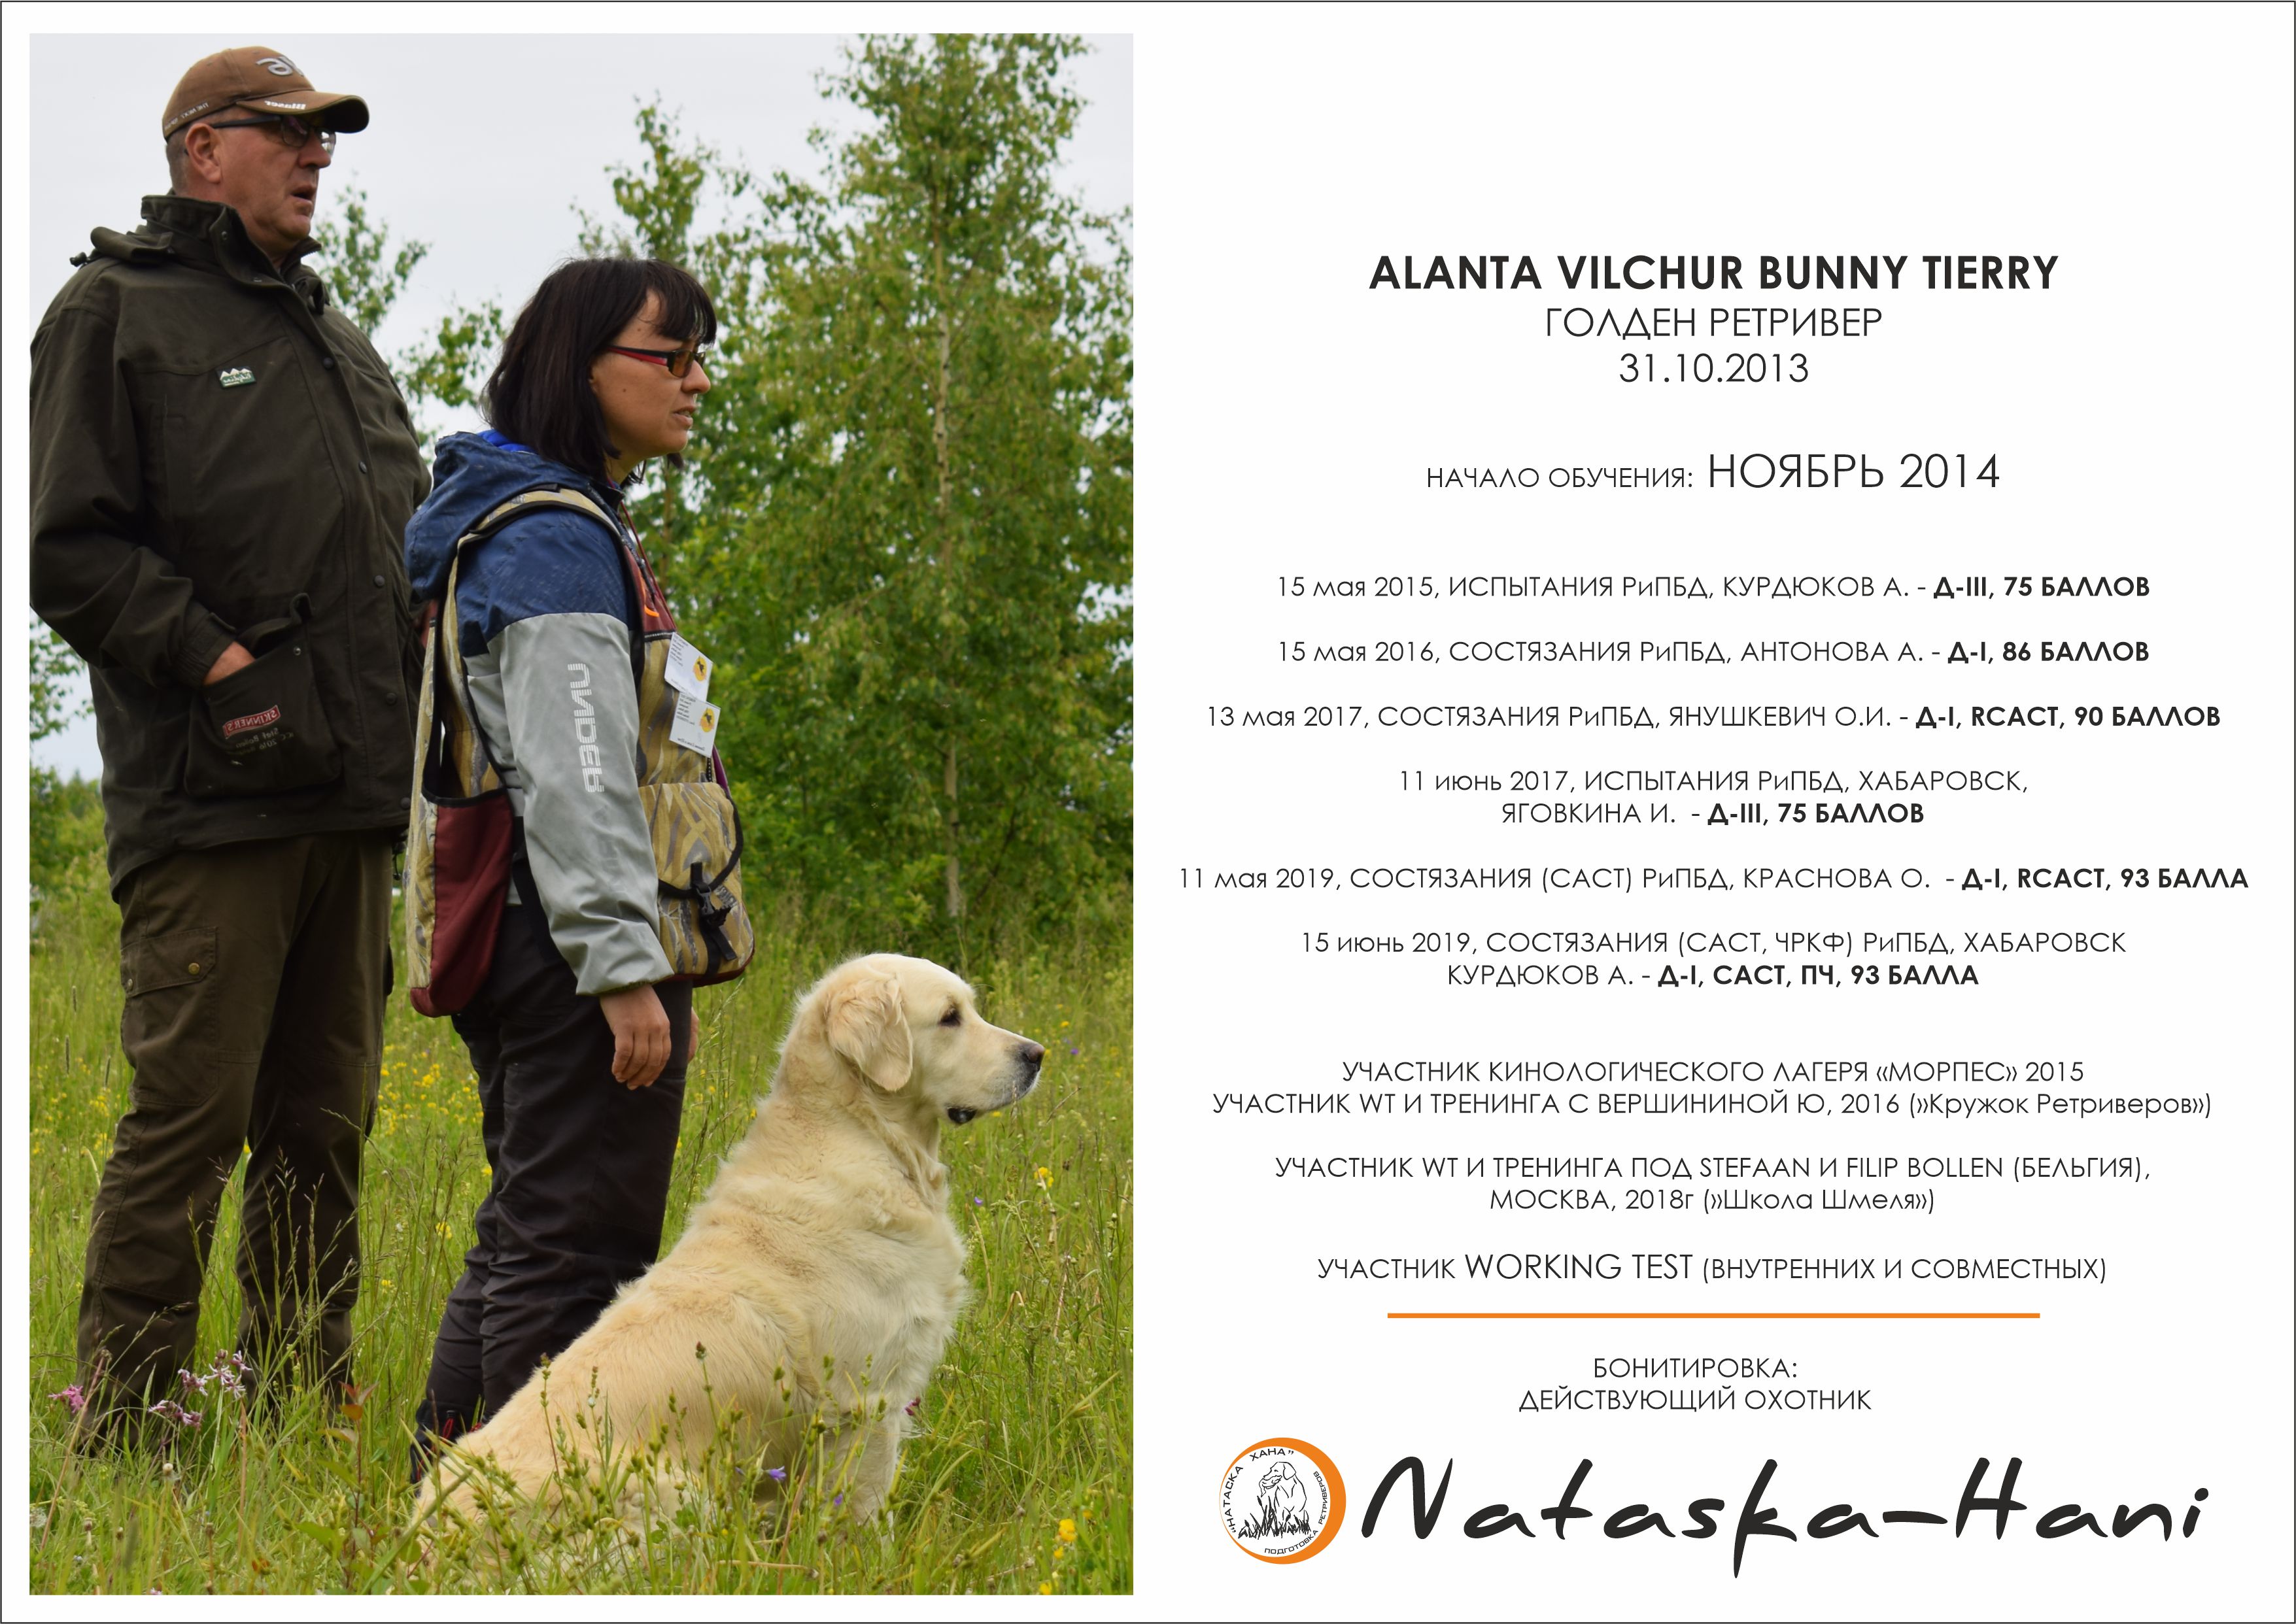 ALANTA VILCHUR BUNNY TIERRY
ГОЛДЕН РЕТРИВЕР
31.10.2013
НАЧАЛО ОБУЧЕНИЯ: НОЯБРЬ 2014
15 мая 2015, ИСПЫТАНИЯ РиПБД, КУРДЮКОВ А. - Д-III, 75 БАЛЛОВ
15 мая 2016, СОСТЯЗАНИЯ РиПБД, АНТОНОВА А. - Д-I, 86 БАЛЛОВ
13 мая 2017, СОСТЯЗАНИЯ РиПБД, ЯНУШКЕВИЧ О.И. - Д-I, RCACT, 90 БАЛЛОВ
11 июнь 2017, ИСПЫТАНИЯ РиПБД, ХАБАРОВСК,
ЯГОВКИНА И. - Д-III, 75 БАЛЛОВ
11 мая 2019, СОСТЯЗАНИЯ (САСТ) РиПБД, КРАСНОВА О. - Д-I, RCACT, 93 БАЛЛА
15 июнь 2019, СОСТЯЗАНИЯ (САСТ, ЧРКФ) РиПБД, ХАБАРОВСК
КУРДЮКОВ А. - Д-I, CACT, ПЧ, 93 БАЛЛА
УЧАСТНИК КИНОЛОГИЧЕСКОГО ЛАГЕРЯ «МОРПЕС» 2015
УЧАСТНИК WT И ТРЕНИНГА С ВЕРШИНИНОЙ Ю, 2016 (»Кружок Ретриверов»)
УЧАСТНИК WT И ТРЕНИНГА ПОД STEFAAN И FILIP BOLLEN (БЕЛЬГИЯ),
МОСКВА, 2018г (»Школа Шмеля»)
УЧАСТНИК WORKING TEST (ВНУТРЕННИХ И СОВМЕСТНЫХ)
БОНИТИРОВКА:
ДЕЙСТВУЮЩИЙ ОХОТНИК
"НАТАСКА ХАНА"
ПОДГОТОВКА РЕТРИВЕРОВ
Nataska-Hani
ЛИДЕР
SKINNER'S